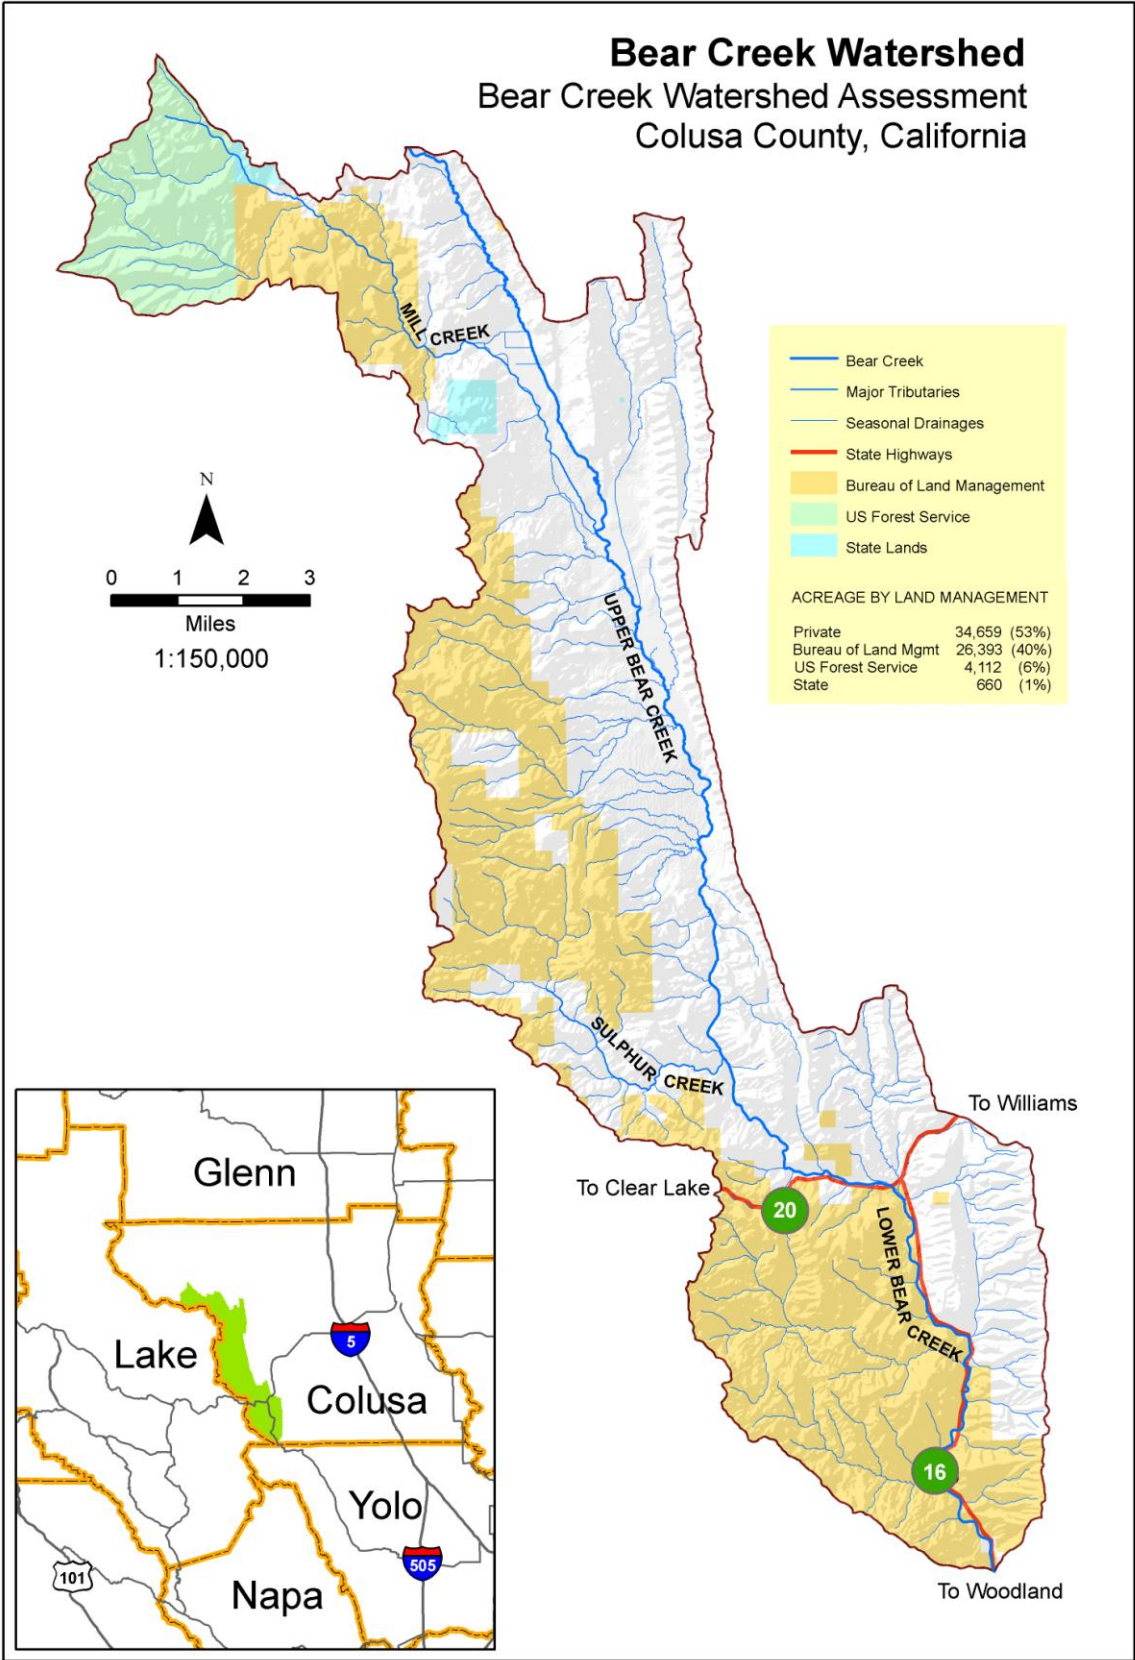 Bear Creek Watershed
Bear Creek Watershed Assessment
Colusa County, California
MILL CREEK
Bear Creek
Major Tributaries
Seasonal Drainages
State Highways
Bureau of Land Management
US Forest Service
State Lands
ACREAGE BY LAND MANAGEMENT
Private 34,659 (53%)
Bureau of Land Mgmt 26,393 (40%)
US Forest Service 4,112 (6%)
State 660 (1%)
N
0 1 2 3
Miles
1:150,000
UPPER BEAR CREEK
SULPHUR CREEK
To Williams
To Clear Lake
20
LOWER BEAR CREEK
16
To Woodland
Glenn
Lake
5
Colusa
Yolo
505
101
Napa